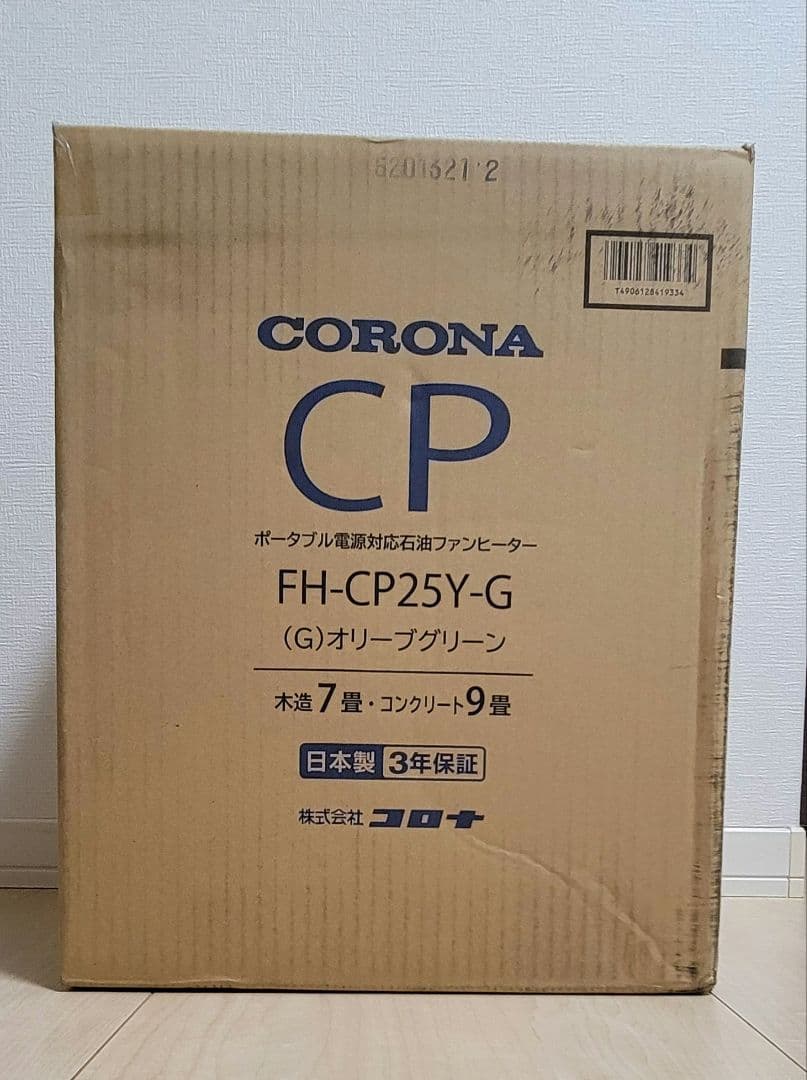 8201321 2
T4906128419334
CORONA
CP
ポータブル電源対応石油ファンヒーター
FH-CP25Y-G
(G)オリーブグリーン
木造7畳・コンクリート9畳
日本製 3年保証
株式会社コロナ